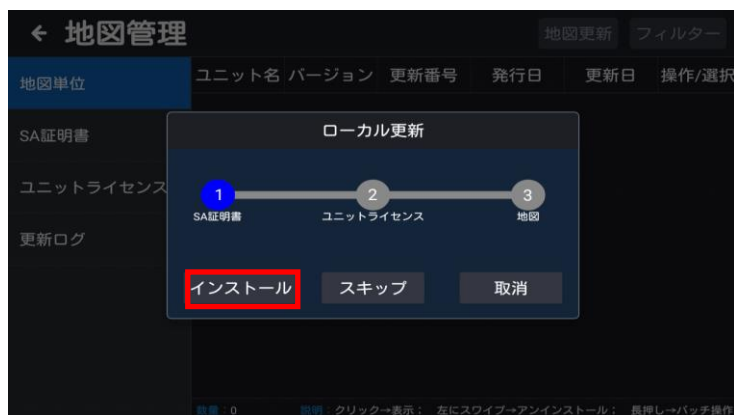 ← 地図管理
地図更新 フィルター
地図単位
ユニット名 バージョン 更新番号 発行日 更新日 操作/選択
SA証明書
ユニットライセンス
更新ログ
ローカル更新
1 2 3
SA証明書 ユニットライセンス 地図
インストール スキップ 取消
数量：0 説明：クリック→表示； 左にスワイプ→アンインストール； 長押し→バッチ操作